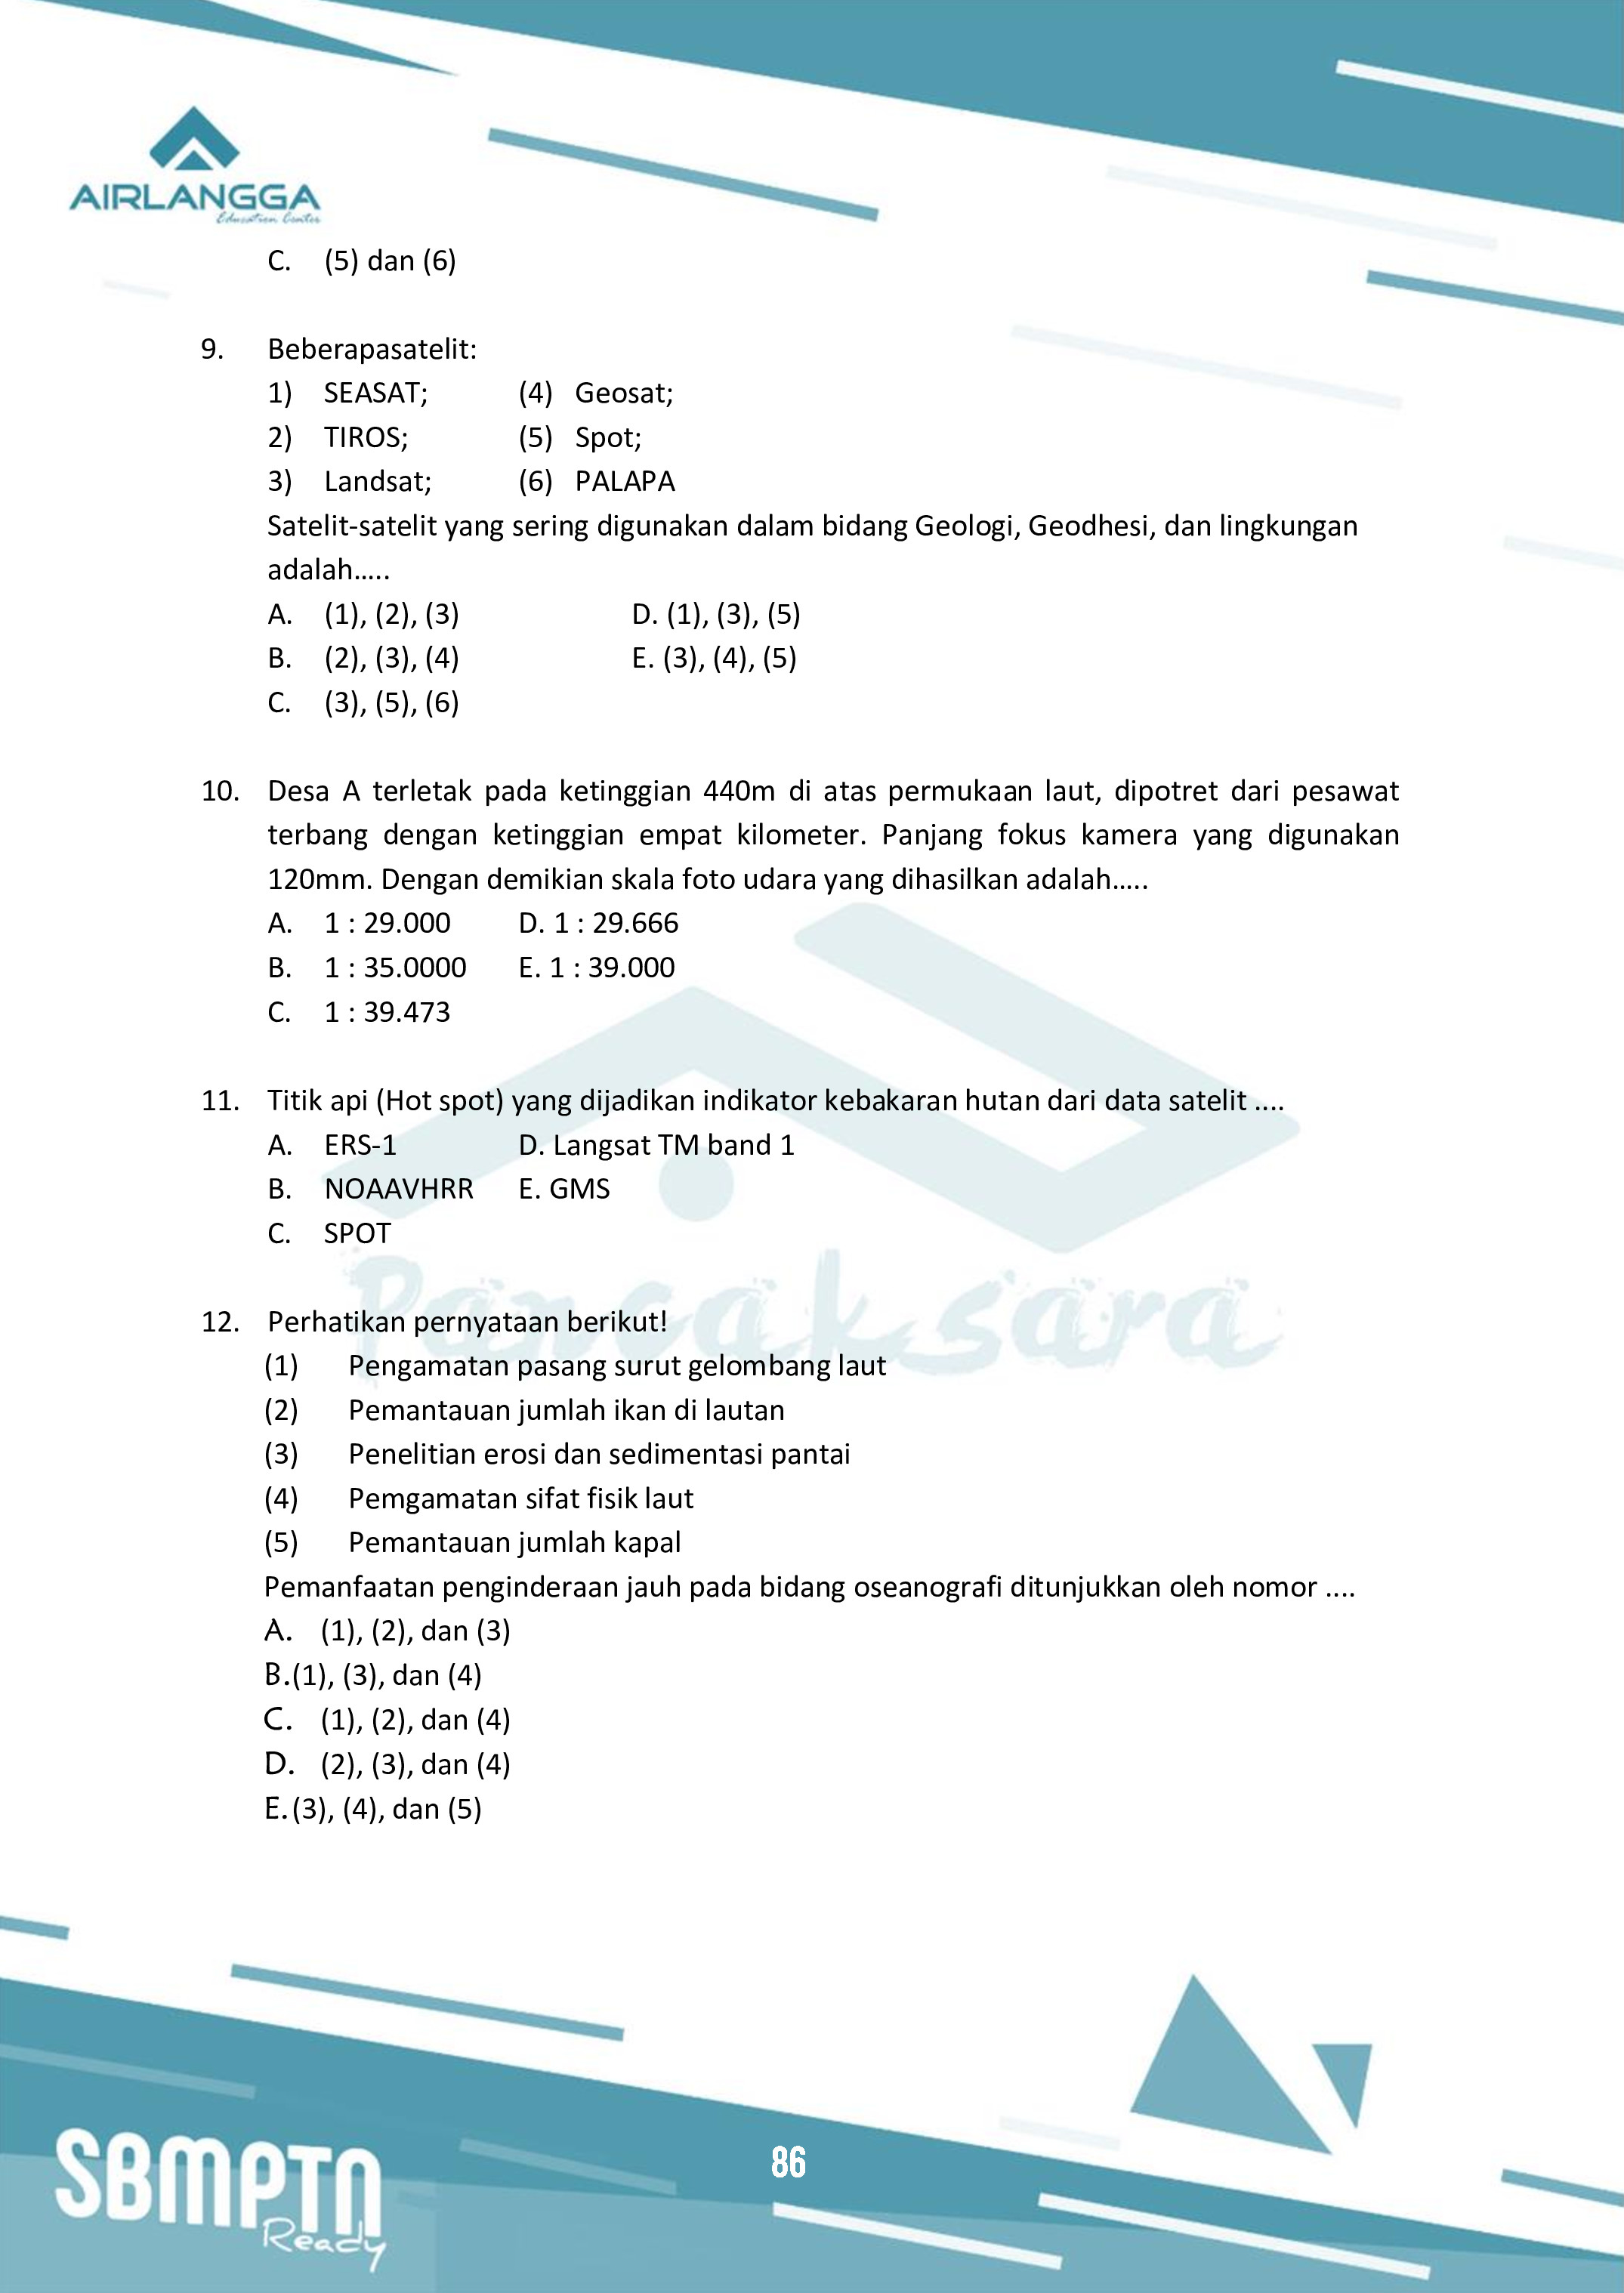 AIRLANGGA
Education Center
C. (5) dan (6)
9. Beberapasatelit:
1) SEASAT; (4) Geosat;
2) TIROS; (5) Spot;
3) Landsat; (6) PALAPA
Satelit-satelit yang sering digunakan dalam bidang Geologi, Geodhesi, dan lingkungan
adalah.....
A. (1), (2), (3) D. (1), (3), (5)
B. (2), (3), (4) E. (3), (4), (5)
C. (3), (5), (6)
10. Desa A terletak pada ketinggian 440m di atas permukaan laut, dipotret dari pesawat
terbang dengan ketinggian empat kilometer. Panjang fokus kamera yang digunakan
120mm. Dengan demikian skala foto udara yang dihasilkan adalah.....
A. 1 : 29.000 D. 1 : 29.666
B. 1 : 35.0000 E. 1 : 39.000
C. 1 : 39.473
11. Titik api (Hot spot) yang dijadikan indikator kebakaran hutan dari data satelit ....
A. ERS-1 D. Langsat TM band 1
B. NOAAVHRR E. GMS
C. SPOT
Pancaksara
12. Perhatikan pernyataan berikut!
(1) Pengamatan pasang surut gelombang laut
(2) Pemantauan jumlah ikan di lautan
(3) Penelitian erosi dan sedimentasi pantai
(4) Pemgamatan sifat fisik laut
(5) Pemantauan jumlah kapal
Pemanfaatan penginderaan jauh pada bidang oseanografi ditunjukkan oleh nomor ....
A. (1), (2), dan (3)
B.(1), (3), dan (4)
C. (1), (2), dan (4)
D. (2), (3), dan (4)
E.(3), (4), dan (5)
86
SBMPTN
Ready